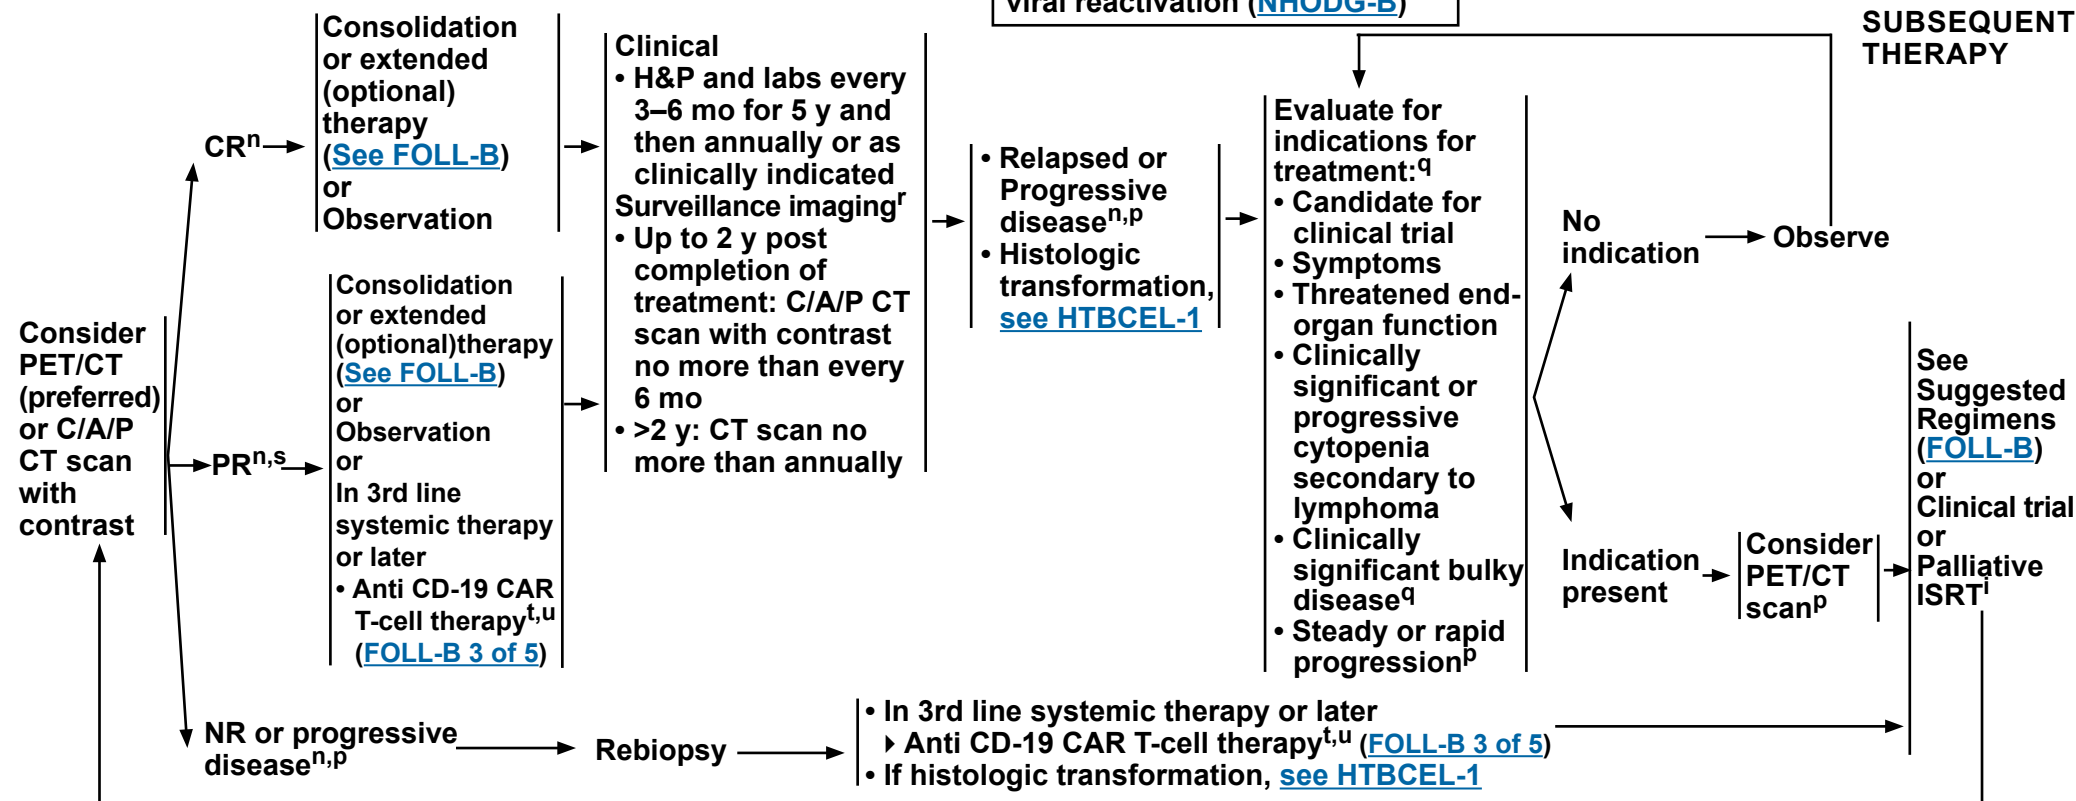 viral reactivation (NHODG-B)
SUBSEQUENT
THERAPY
Consider
PET/CT
(preferred)
or C/A/P
CT scan
with
contrast
CRn
Consolidation
or extended
(optional)
therapy
(See FOLL-B)
or
Observation
PRn,s
Consolidation
or extended
(optional)therapy
(See FOLL-B)
or
Observation
or
In 3rd line
systemic therapy
or later
• Anti CD-19 CAR
T-cell therapyt,u
(FOLL-B 3 of 5)
Clinical
• H&P and labs every
3–6 mo for 5 y and
then annually or as
clinically indicated
Surveillance imagingr
• Up to 2 y post
completion of
treatment: C/A/P CT
scan with contrast
no more than every
6 mo
• >2 y: CT scan no
more than annually
• Relapsed or
Progressive
diseasen,p
• Histologic
transformation,
see HTBCEL-1
Evaluate for
indications for
treatment:q
• Candidate for
clinical trial
• Symptoms
• Threatened end-
organ function
• Clinically
significant or
progressive
cytopenia
secondary to
lymphoma
• Clinically
significant bulky
diseaseq
• Steady or rapid
progressionp
No
indication
Observe
Indication
present
Consider
PET/CT
scanp
See
Suggested
Regimens
(FOLL-B)
or
Clinical trial
or
Palliative
ISRTi
NR or progressive
diseasen,p
Rebiopsy
• In 3rd line systemic therapy or later
▸ Anti CD-19 CAR T-cell therapyt,u (FOLL-B 3 of 5)
• If histologic transformation, see HTBCEL-1